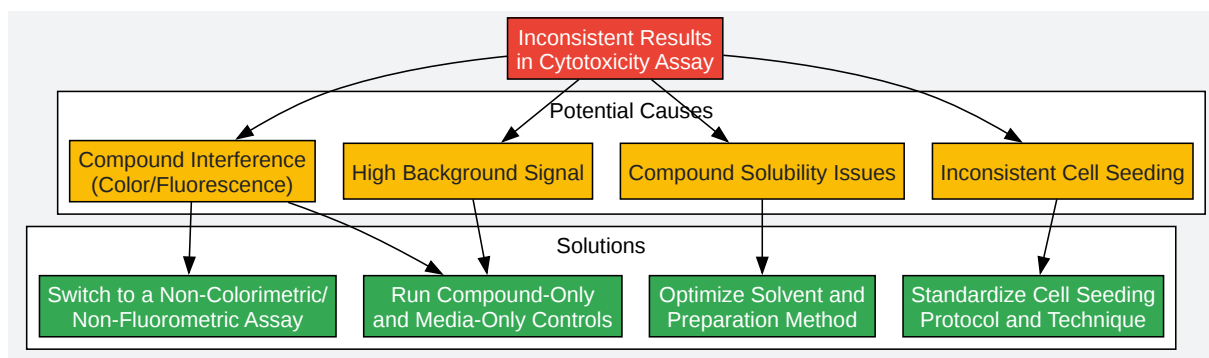 Inconsistent Results
in Cytotoxicity Assay
Potential Causes
Compound Interference
(Color/Fluorescence)
High Background Signal
Compound Solubility Issues
Inconsistent Cell Seeding
Solutions
Switch to a Non-Colorimetric/
Non-Fluorometric Assay
Run Compound-Only
and Media-Only Controls
Optimize Solvent and
Preparation Method
Standardize Cell Seeding
Protocol and Technique